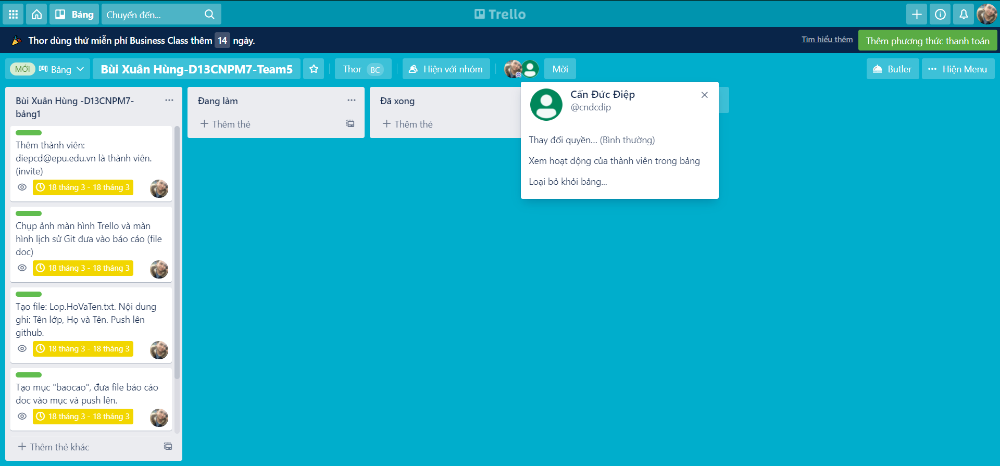 Bảng
Chuyển đến...
Trello
Thor dùng thử miễn phí Business Class thêm 14 ngày.
Tìm hiểu thêm
Thêm phương thức thanh toán
MỚI
Bảng
Bùi Xuân Hùng-D13CNPM7-Team5
Thor BC
Hiện với nhóm
Mời
Butler
Hiện Menu
Bùi Xuân Hùng -D13CNPM7-
bảng1
Thêm thành viên:
diepcd@epu.edu.vn là thành viên.
(invite)
18 tháng 3 - 18 tháng 3
Chụp ảnh màn hình Trello và màn
hình lịch sử Git đưa vào báo cáo (file
doc)
18 tháng 3 - 18 tháng 3
Tạo file: Lop.HoVaTen.txt. Nội dung
ghi: Tên lớp, Họ và Tên. Push lên
github.
18 tháng 3 - 18 tháng 3
Tạo mục "baocao", đưa file báo cáo
doc vào mục và push lên.
18 tháng 3 - 18 tháng 3
Thêm thẻ khác
Đang làm
Thêm thẻ
Đã xong
Thêm thẻ
Cấn Đức Điệp
@cndcdip
Thay đổi quyền... (Bình thường)
Xem hoạt động của thành viên trong bảng
Loại bỏ khỏi bảng...